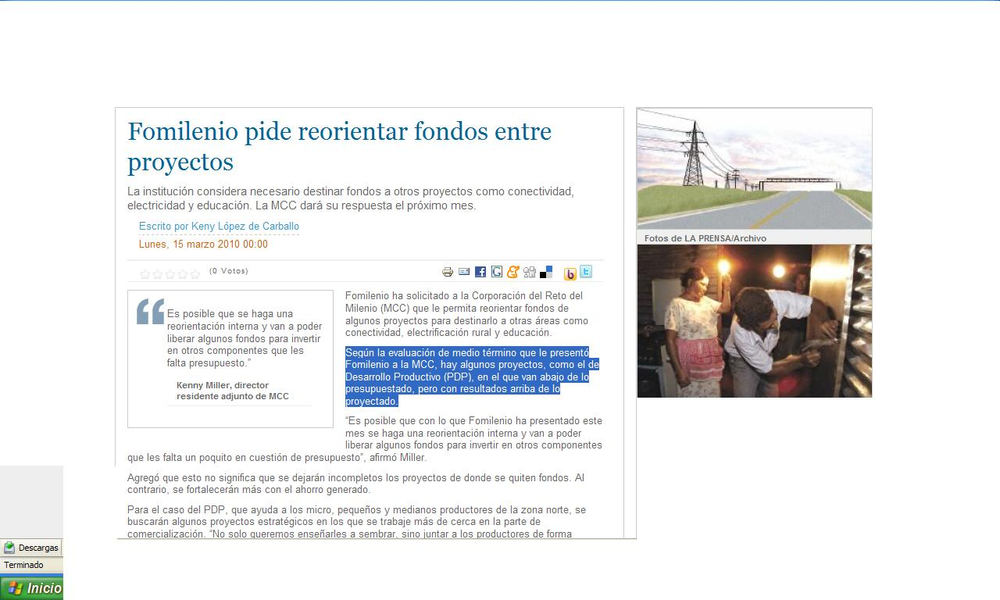 Fomilenio pide reorientar fondos entre
proyectos
La institución considera necesario destinar fondos a otros proyectos como conectividad,
electricidad y educación. La MCC dará su respuesta el próximo mes.
Escrito por Keny López de Carballo
Lunes, 15 marzo 2010 00:00
(0 Votos)
Es posible que se haga una
reorientación interna y van a poder
liberar algunos fondos para invertir
en otros componentes que les
falta presupuesto.”
Kenny Miller, director
residente adjunto de MCC
Fomilenio ha solicitado a la Corporación del Reto del
Milenio (MCC) que le permita reorientar fondos de
algunos proyectos para destinarlo a otras áreas como
conectividad, electrificación rural y educación.
Según la evaluación de medio término que le presentó
Fomilenio a la MCC, hay algunos proyectos, como el de
Desarrollo Productivo (PDP), en el que van abajo de lo
presupuestado, pero con resultados arriba de lo
proyectado.
“Es posible que con lo que Fomilenio ha presentado este
mes se haga una reorientación interna y van a poder
liberar algunos fondos para invertir en otros componentes
que les falta un poquito en cuestión de presupuesto”, afirmó Miller.
Agregó que esto no significa que se dejarán incompletos los proyectos de donde se quiten fondos. Al
contrario, se fortalecerán más con el ahorro generado.
Para el caso del PDP, que ayuda a los micro, pequeños y medianos productores de la zona norte, se
buscarán algunos proyectos estratégicos en los que se trabaje más de cerca en la parte de
comercialización. “No solo queremos enseñarles a sembrar, sino juntar a los productores de forma
Fotos de LA PRENSA/Archivo
Descargas
Terminado
Inicio